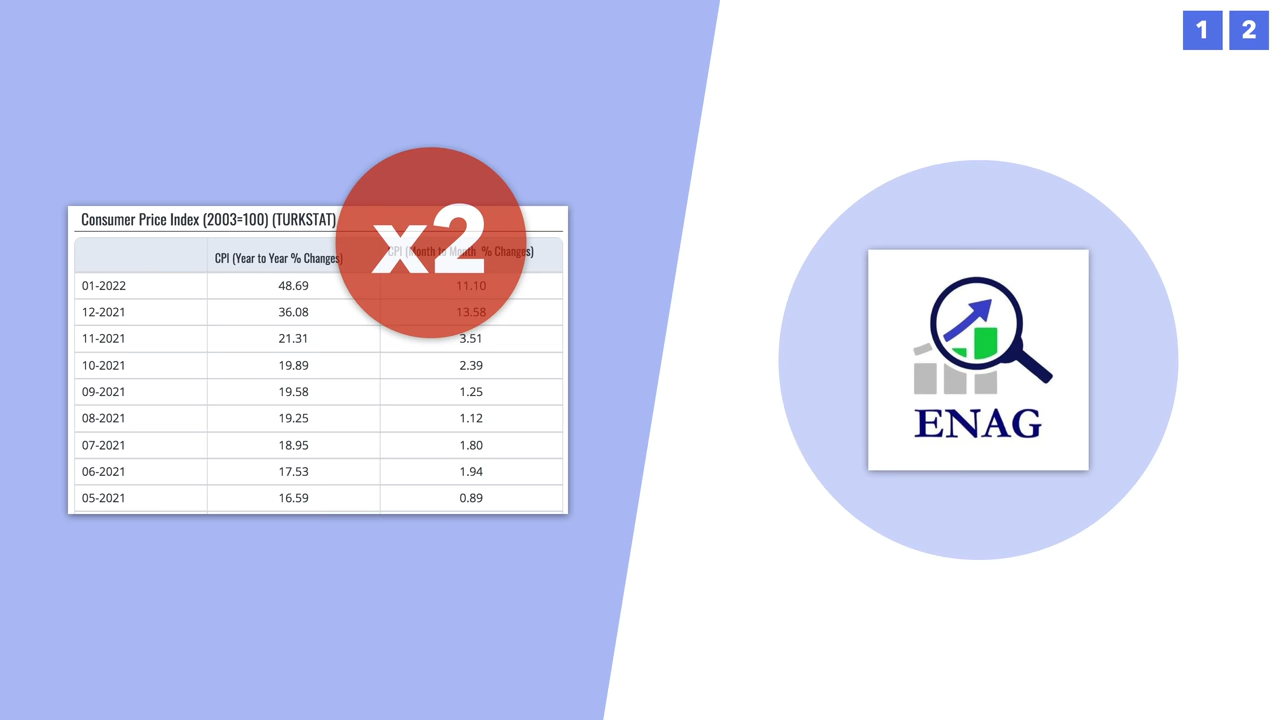 1 2
Consumer Price Index (2003=100) (TURKSTAT)
x2
CPI (Year to Year % Changes) CPI (Month to Month % Changes)
01-2022 48.69 11.10
12-2021 36.08 13.58
11-2021 21.31 3.51
10-2021 19.89 2.39
09-2021 19.58 1.25
08-2021 19.25 1.12
07-2021 18.95 1.80
06-2021 17.53 1.94
05-2021 16.59 0.89
ENAG